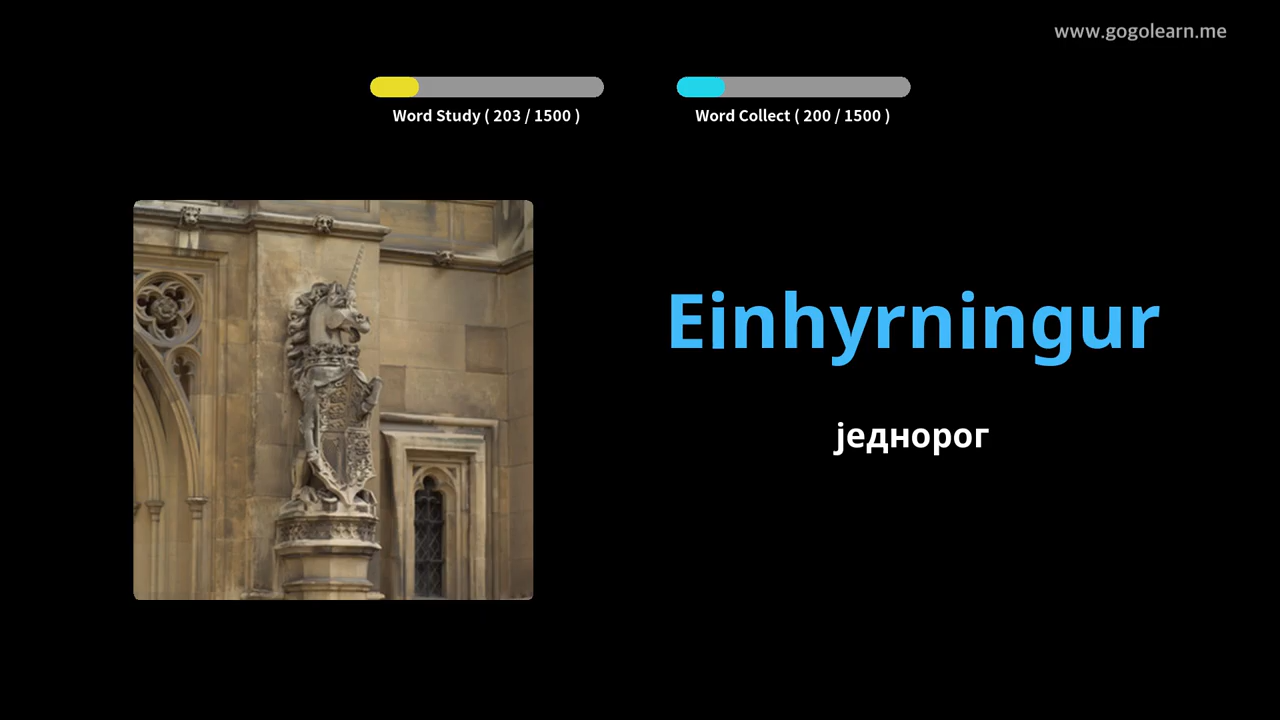 www.gogolearn.me
Word Study ( 203 / 1500 )
Word Collect ( 200 / 1500 )
Einhyrningur
једнорог